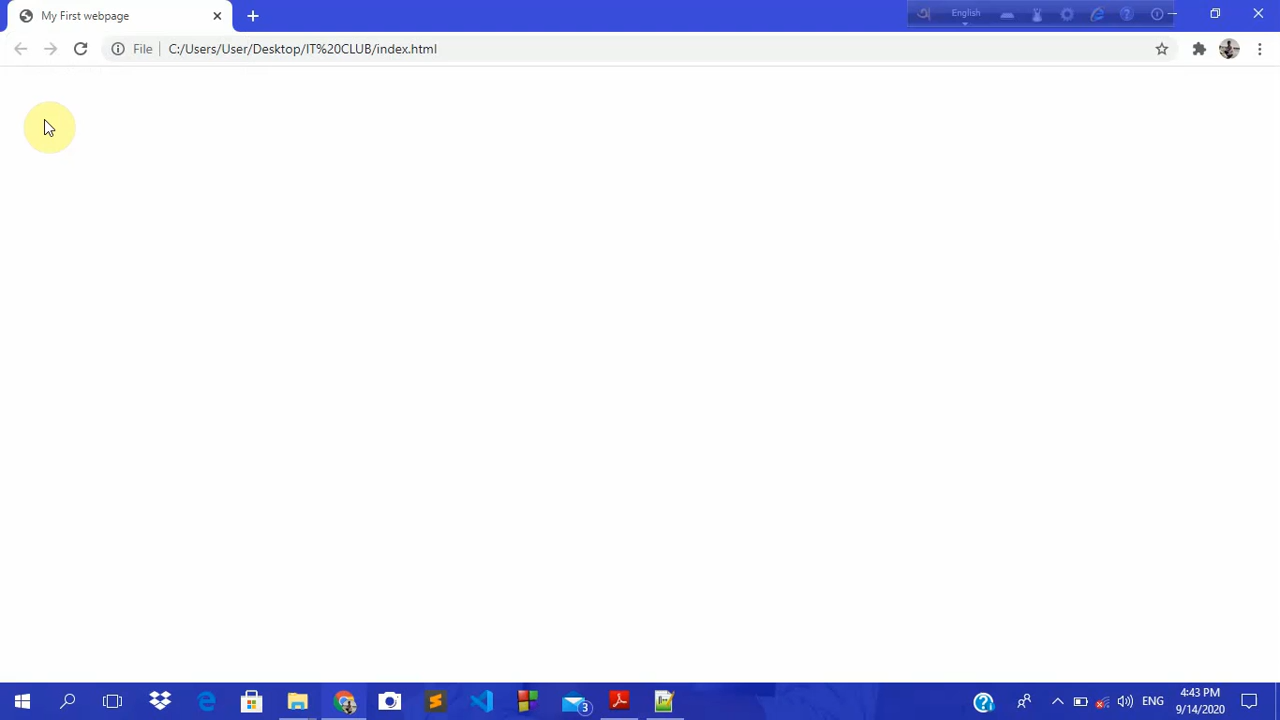 My First webpage
অ English
File C:/Users/User/Desktop/IT%20CLUB/index.html
3
ENG
4:43 PM
9/14/2020